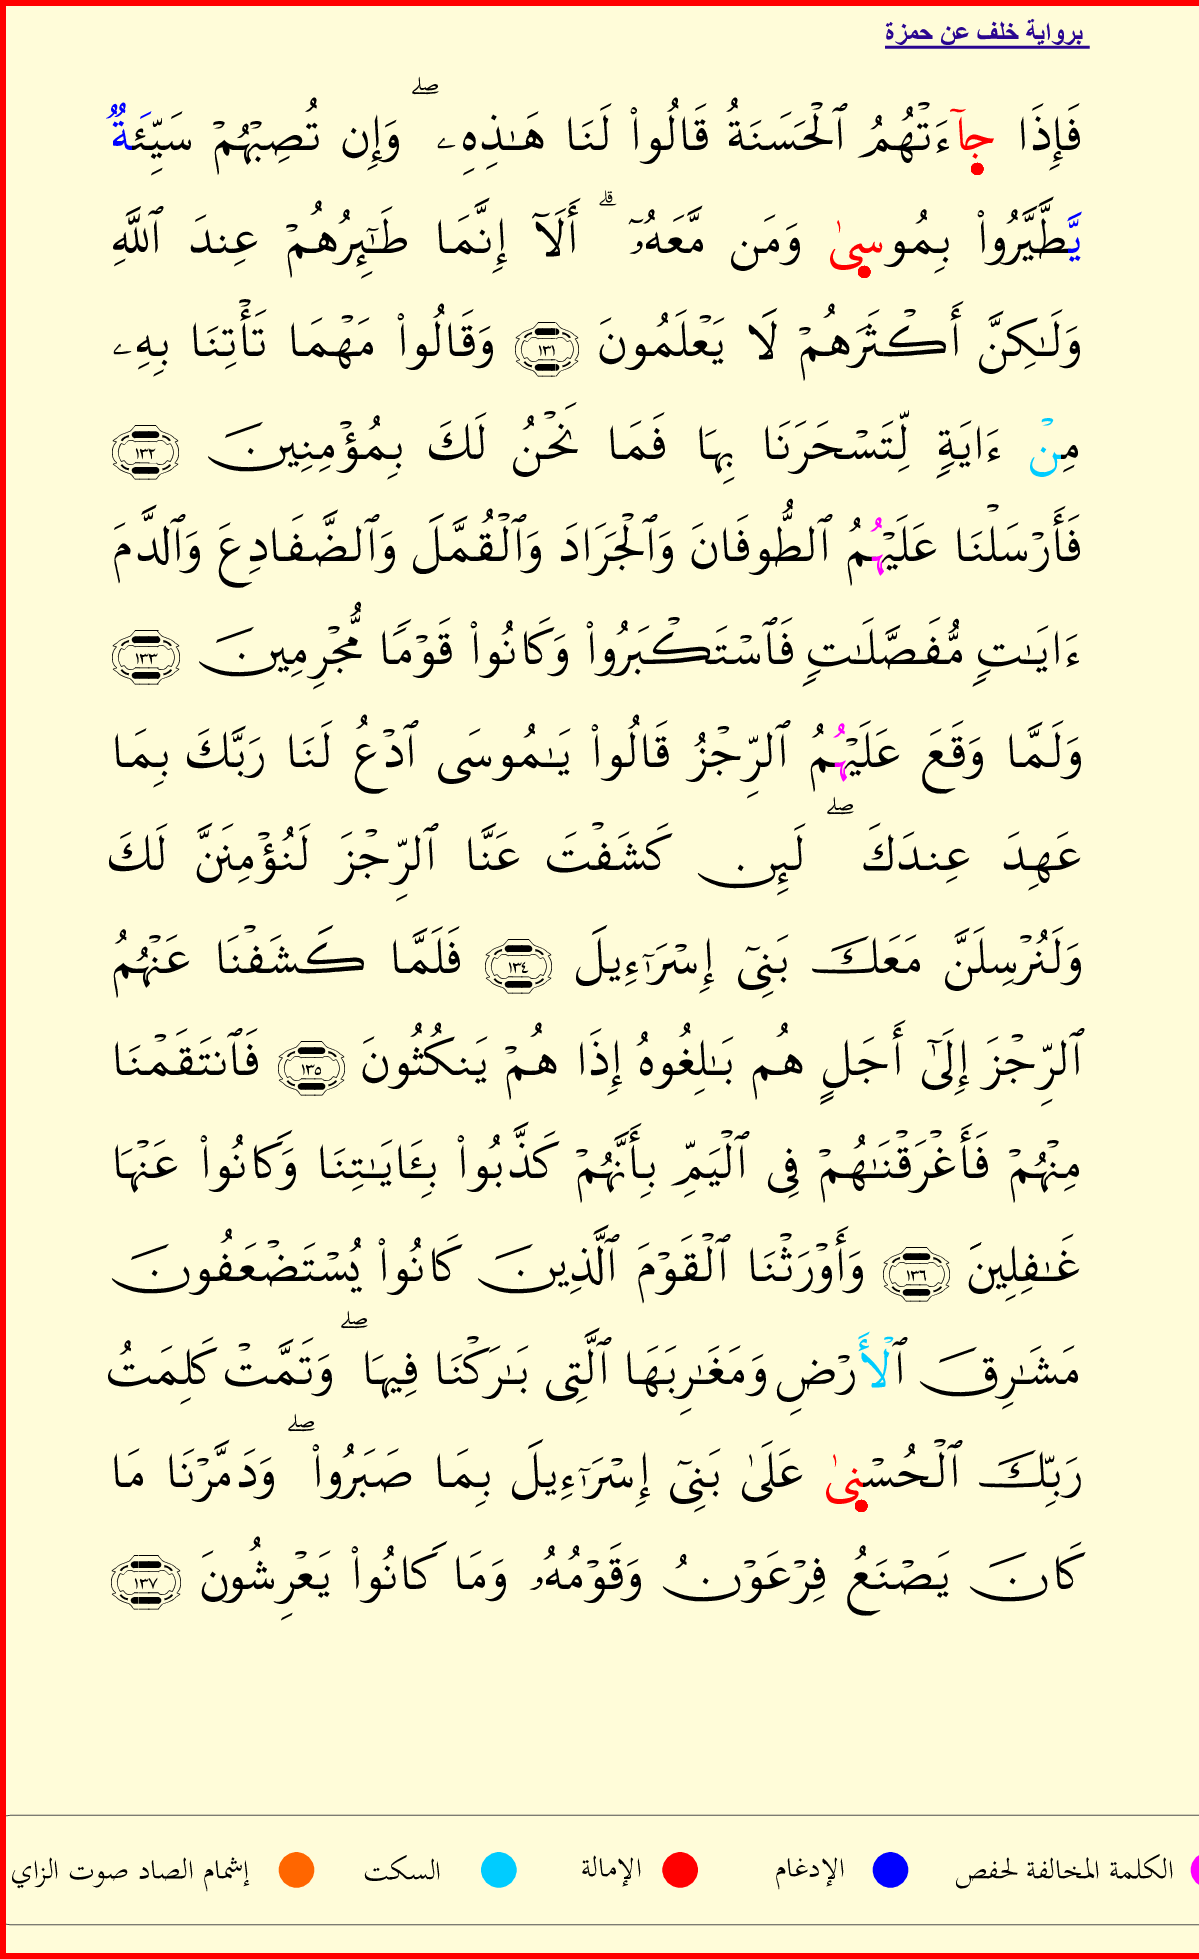 برواية خلف عن حمزة
فَإِذَا جَآءَتْهُمُ ٱلْحَسَنَةُ قَالُوا۟ لَنَا هَـٰذِهِۦ ۖ وَإِن تُصِبْهُمْ سَيِّئَةٌۭ
يَّطَّيَّرُوا۟ بِمُوسِىٰ وَمَن مَّعَهُۥٓ ۗ أَلَآ إِنَّمَا طَـٰٓئِرُهُمْ عِندَ ٱللَّهِ
وَلَـٰكِنَّ أَكْثَرَهُمْ لَا يَعْلَمُونَ ١٣١ وَقَالُوا۟ مَهْمَا تَأْتِنَا بِهِۦ
مِنْ ءَايَةٍ لِّتَسْحَرَنَا بِهَا فَمَا نَحْنُ لَكَ بِمُؤْمِنِينَ ١٣٢
فَأَرْسَلْنَا عَلَيْهُمُ ٱلطُّوفَانَ وَٱلْجَرَادَ وَٱلْقُمَّلَ وَٱلضَّفَادِعَ وَٱلدَّمَ
ءَايَـٰتٍ مُّفَصَّلَـٰتٍ فَٱسْتَكْبَرُوا۟ وَكَانُوا۟ قَوْمًا مُّجْرِمِينَ ١٣٣
وَلَمَّا وَقَعَ عَلَيْهُمُ ٱلرِّجْزُ قَالُوا۟ يَـٰمُوسَى ٱدْعُ لَنَا رَبَّكَ بِمَا
عَهِدَ عِندَكَ ۖ لَئِن كَشَفْتَ عَنَّا ٱلرِّجْزَ لَنُؤْمِنَنَّ لَكَ
وَلَنُرْسِلَنَّ مَعَكَ بَنِىٓ إِسْرَٰٓءِيلَ ١٣٤ فَلَمَّا كَشَفْنَا عَنْهُمُ
ٱلرِّجْزَ إِلَىٰٓ أَجَلٍ هُم بَـٰلِغُوهُ إِذَا هُمْ يَنكُثُونَ ١٣٥ فَٱنتَقَمْنَا
مِنْهُمْ فَأَغْرَقْنَـٰهُمْ فِى ٱلْيَمِّ بِأَنَّهُمْ كَذَّبُوا۟ بِـَٔايَـٰتِنَا وَكَانُوا۟ عَنْهَا
غَـٰفِلِينَ ١٣٦ وَأَوْرَثْنَا ٱلْقَوْمَ ٱلَّذِينَ كَانُوا۟ يُسْتَضْعَفُونَ
مَشَـٰرِقَ ٱلْأَرْضِ وَمَغَـٰرِبَهَا ٱلَّتِى بَـٰرَكْنَا فِيهَا ۖ وَتَمَّتْ كَلِمَتُ
رَبِّكَ ٱلْحُسْنِىٰ عَلَىٰ بَنِىٓ إِسْرَٰٓءِيلَ بِمَا صَبَرُوا۟ ۖ وَدَمَّرْنَا مَا
كَانَ يَصْنَعُ فِرْعَوْنُ وَقَوْمُهُۥ وَمَا كَانُوا۟ يَعْرِشُونَ ١٣٧
الكلمة المخالفة لحفص الإدغام الإمالة السكت إشمام الصاد صوت الزاي